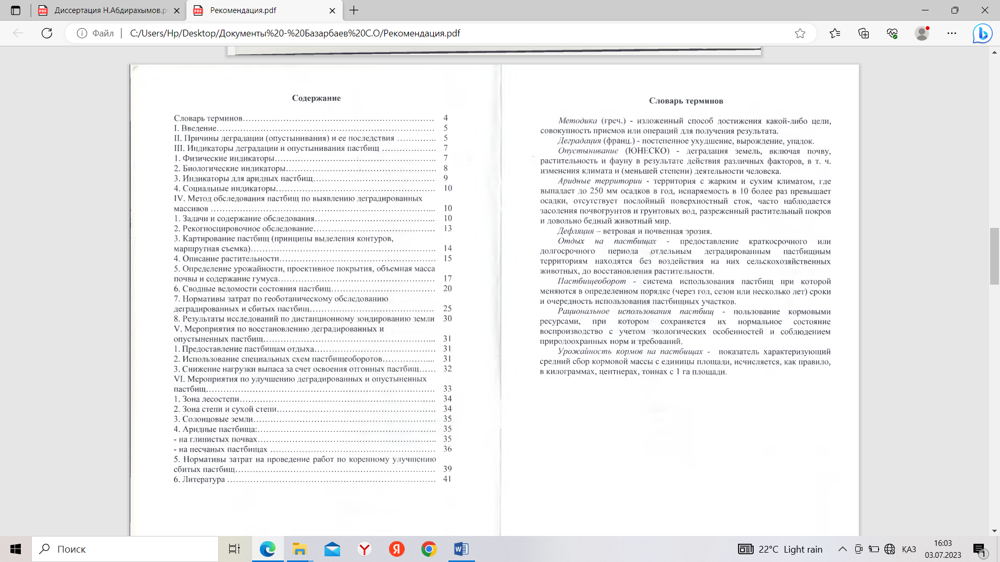 Диссертация Н.Абдирахымов.p
Рекомендация.pdf
Файл
C:/Users/Hp/Desktop/Документы%20-%20Базарбаев%20С.О/Рекомендация.pdf
Содержание
Словарь терминов………………………………………………………… 4
I. Введение………………………………………………………………… 5
II. Причины деградации (опустынивания) и ее последствия ………….. 5
III. Индикаторы деградации и опустынивания пастбищ ……………… 7
1. Физические индикаторы……………………………………………….. 7
2. Биологические индикаторы……………………………………………. 8
3. Индикаторы для аридных пастбищ…………………………………… 9
4. Социальные индикаторы………………………………………………. 10
IV. Метод обследования пастбищ по выявлению деградированных
массивов …………………………………………………………………... 10
1. Задачи и содержание обследования…………………………………... 10
2. Рекогносцировочное обследование…………………………………… 13
3. Картирование пастбищ (принципы выделения контуров,
маршрутная съемка)………………………………………………………. 14
4. Описание растительности……………………………………………… 15
5. Определение урожайности, проективное покрытия, объемная масса
почвы и содержание гумуса……………………………………………… 17
6. Сводные ведомости состояния пастбищ……………………………… 20
7. Нормативы затрат по геоботаническому обследованию
деградированных и сбитых пастбищ……………………………………. 25
8. Результаты исследований по дистанционному зондированию земли 30
V. Мероприятия по восстановлению деградированных и
опустыненных пастбищ…………………………………………………... 31
1. Предоставление пастбищам отдыха…………………………………… 31
2. Использование специальных схем пастбищеоборотов…………….... 31
3. Снижение нагрузки выпаса за счет освоения отгонных пастбищ…… 32
VI. Мероприятия по улучшению деградированных и опустыненных
пастбищ……………………………………………………………………. 33
1. Зона лесостепи………………………………………………………….. 34
2. Зона степи и сухой степи………………………………………………. 34
3. Солонцовые земли……………………………………………………… 35
4. Аридные пастбища:…………………………………………………….. 35
- на глинистых почвах…………………………………………………….. 35
- на песчаных пастбищах ………………………………………………… 36
5. Нормативы затрат на проведение работ по коренному улучшению
сбитых пастбищ…………………………………………………………… 39
6. Литература ……………………………………………………………… 41
Словарь терминов
Методика (греч.) - изложенный способ достижения какой-либо цели,
совокупность приемов или операций для получения результата.
Деградация (франц.) - постепенное ухудшение, вырождение, упадок.
Опустынивание (ЮНЕСКО) - деградация земель, включая почву,
растительность и фауну в результате действия различных факторов, в т. ч.
изменения климата и (меньшей степени) деятельности человека.
Аридные территории - территория с жарким и сухим климатом, где
выпадает до 250 мм осадков в год, испаряемость в 10 более раз превышает
осадки, отсутствует послойный поверхностный сток, часто наблюдается
засоления почвогрунтов и грунтовых вод, разреженный растительный покров
и довольно бедный животный мир.
Дефляция – ветровая и почвенная эрозия.
Отдых на пастбищах - предоставление краткосрочного или
долгосрочного периода отдельным деградированным пастбищным
территориям находятся без воздействия на них сельскохозяйственных
животных, до восстановления растительности.
Пастбищеоборот - система использования пастбищ при которой
меняются в определенном порядке (через год, сезон или несколько лет) сроки
и очередность использования пастбищных участков.
Рациональное использования пастбищ - пользование кормовыми
ресурсами, при котором сохраняется их нормальное состояние
воспроизводство с учетом экологических особенностей и соблюдением
природоохранных норм и требований.
Урожайность кормов на пастбищах - показатель характеризующий
средний сбор кормовой массы с единицы площади, исчисляется, как правило,
в килограммах, центнерах, тоннах с 1 га площади.
Поиск
22°C Light rain
ҚАЗ
16:03
03.07.2023
1